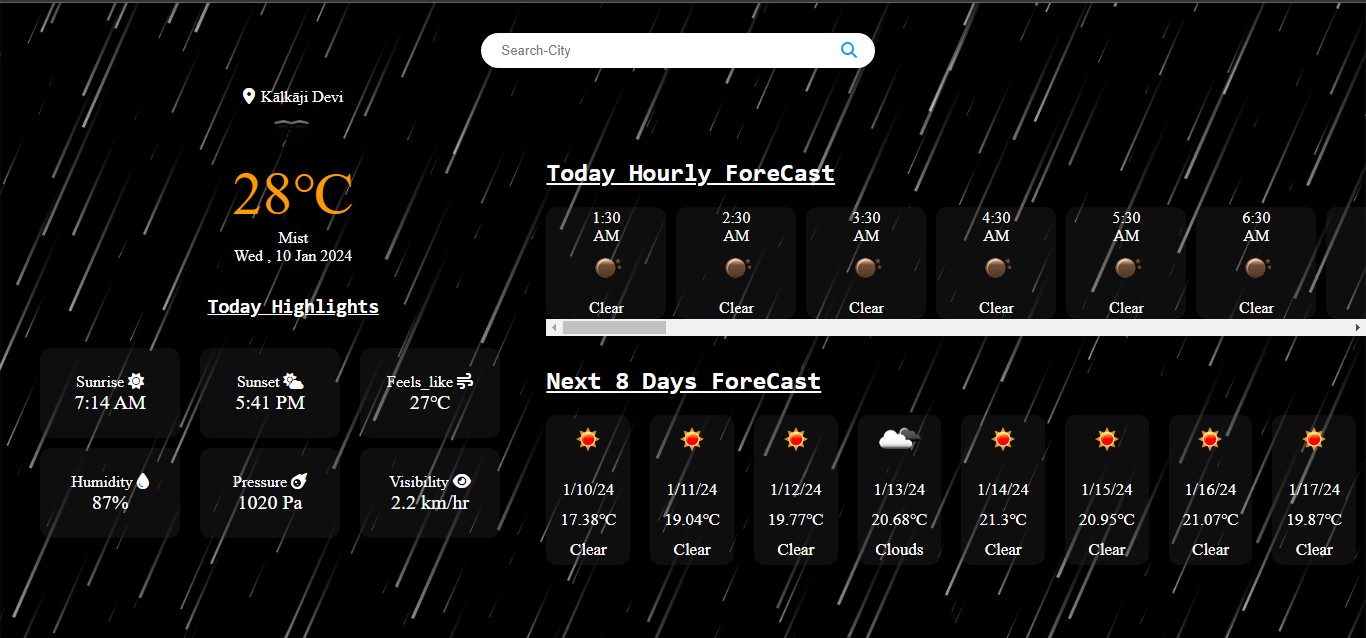 Search-City
Kālkāji Devi
28°C
Mist
Wed , 10 Jan 2024
Today Highlights
Sunrise
7:14 AM
Sunset
5:41 PM
Feels_like
27°C
Humidity
87%
Pressure
1020 Pa
Visibility
2.2 km/hr
Today Hourly ForeCast
1:30
AM
Clear
2:30
AM
Clear
3:30
AM
Clear
4:30
AM
Clear
5:30
AM
Clear
6:30
AM
Clear
Next 8 Days ForeCast
1/10/24
17.38°C
Clear
1/11/24
19.04°C
Clear
1/12/24
19.77°C
Clear
1/13/24
20.68°C
Clouds
1/14/24
21.3°C
Clear
1/15/24
20.95°C
Clear
1/16/24
21.07°C
Clear
1/17/24
19.87°C
Clear